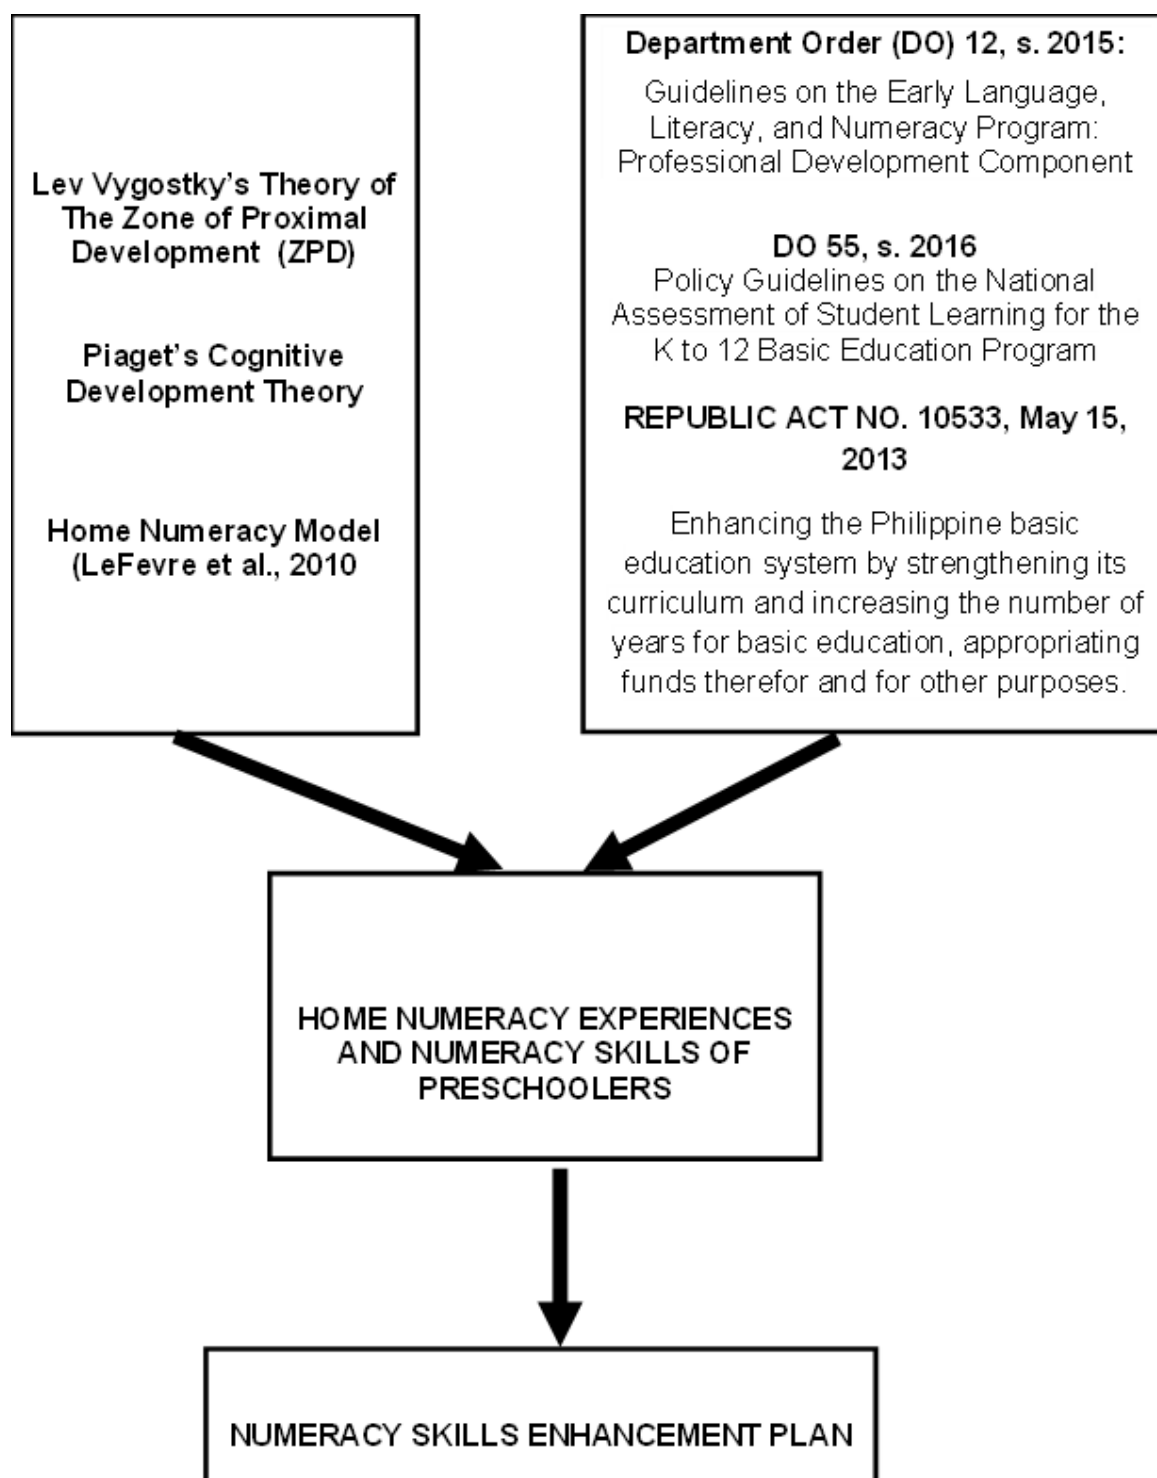 Lev Vygostky's Theory of
The Zone of Proximal
Development (ZPD)
Piaget's Cognitive
Development Theory
Home Numeracy Model
(LeFevre et al., 2010
Department Order (DO) 12, s. 2015:
Guidelines on the Early Language,
Literacy, and Numeracy Program:
Professional Development Component
DO 55, s. 2016
Policy Guidelines on the National
Assessment of Student Learning for the
K to 12 Basic Education Program
REPUBLIC ACT NO. 10533, May 15,
2013
Enhancing the Philippine basic
education system by strengthening its
curriculum and increasing the number of
years for basic education, appropriating
funds therefor and for other purposes.
HOME NUMERACY EXPERIENCES
AND NUMERACY SKILLS OF
PRESCHOOLERS
NUMERACY SKILLS ENHANCEMENT PLAN